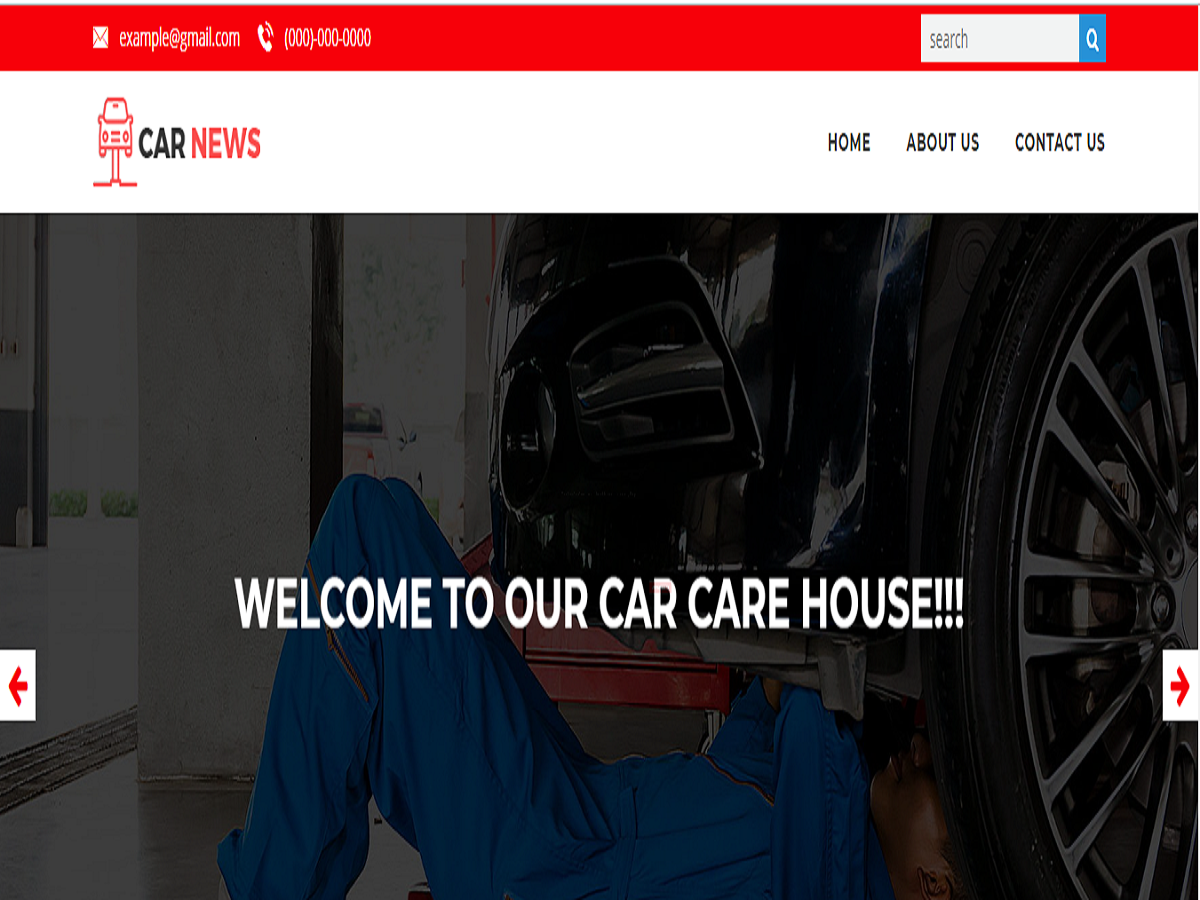 example@gmail.com (000)-000-0000 search
CAR NEWS HOME ABOUT US CONTACT US
WELCOME TO OUR CAR CARE HOUSE!!!